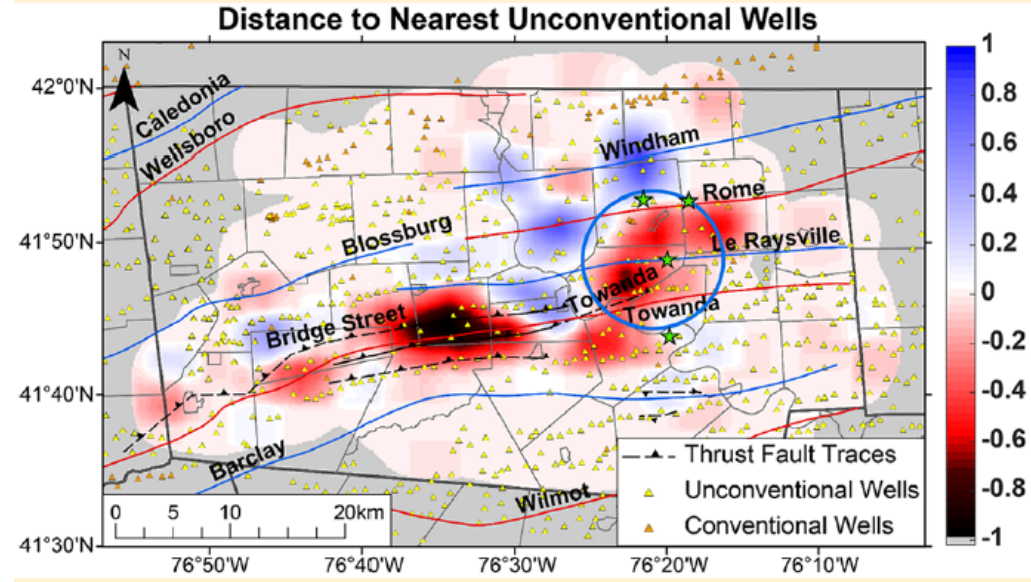 Distance to Nearest Unconventional Wells
N
42°0'N
41°50'N
41°40'N
41°30'N
Caledonia
Wellsboro
Windham
Rome
Blossburg
Le Raysville
Towanda
Towanda
Bridge Street
Barclay
Wilmot
Thrust Fault Traces
Unconventional Wells
Conventional Wells
0 5 10 20km
76°50'W 76°40'W 76°30'W 76°20'W 76°10'W
1
0.8
0.6
0.4
0.2
0
-0.2
-0.4
-0.6
-0.8
-1